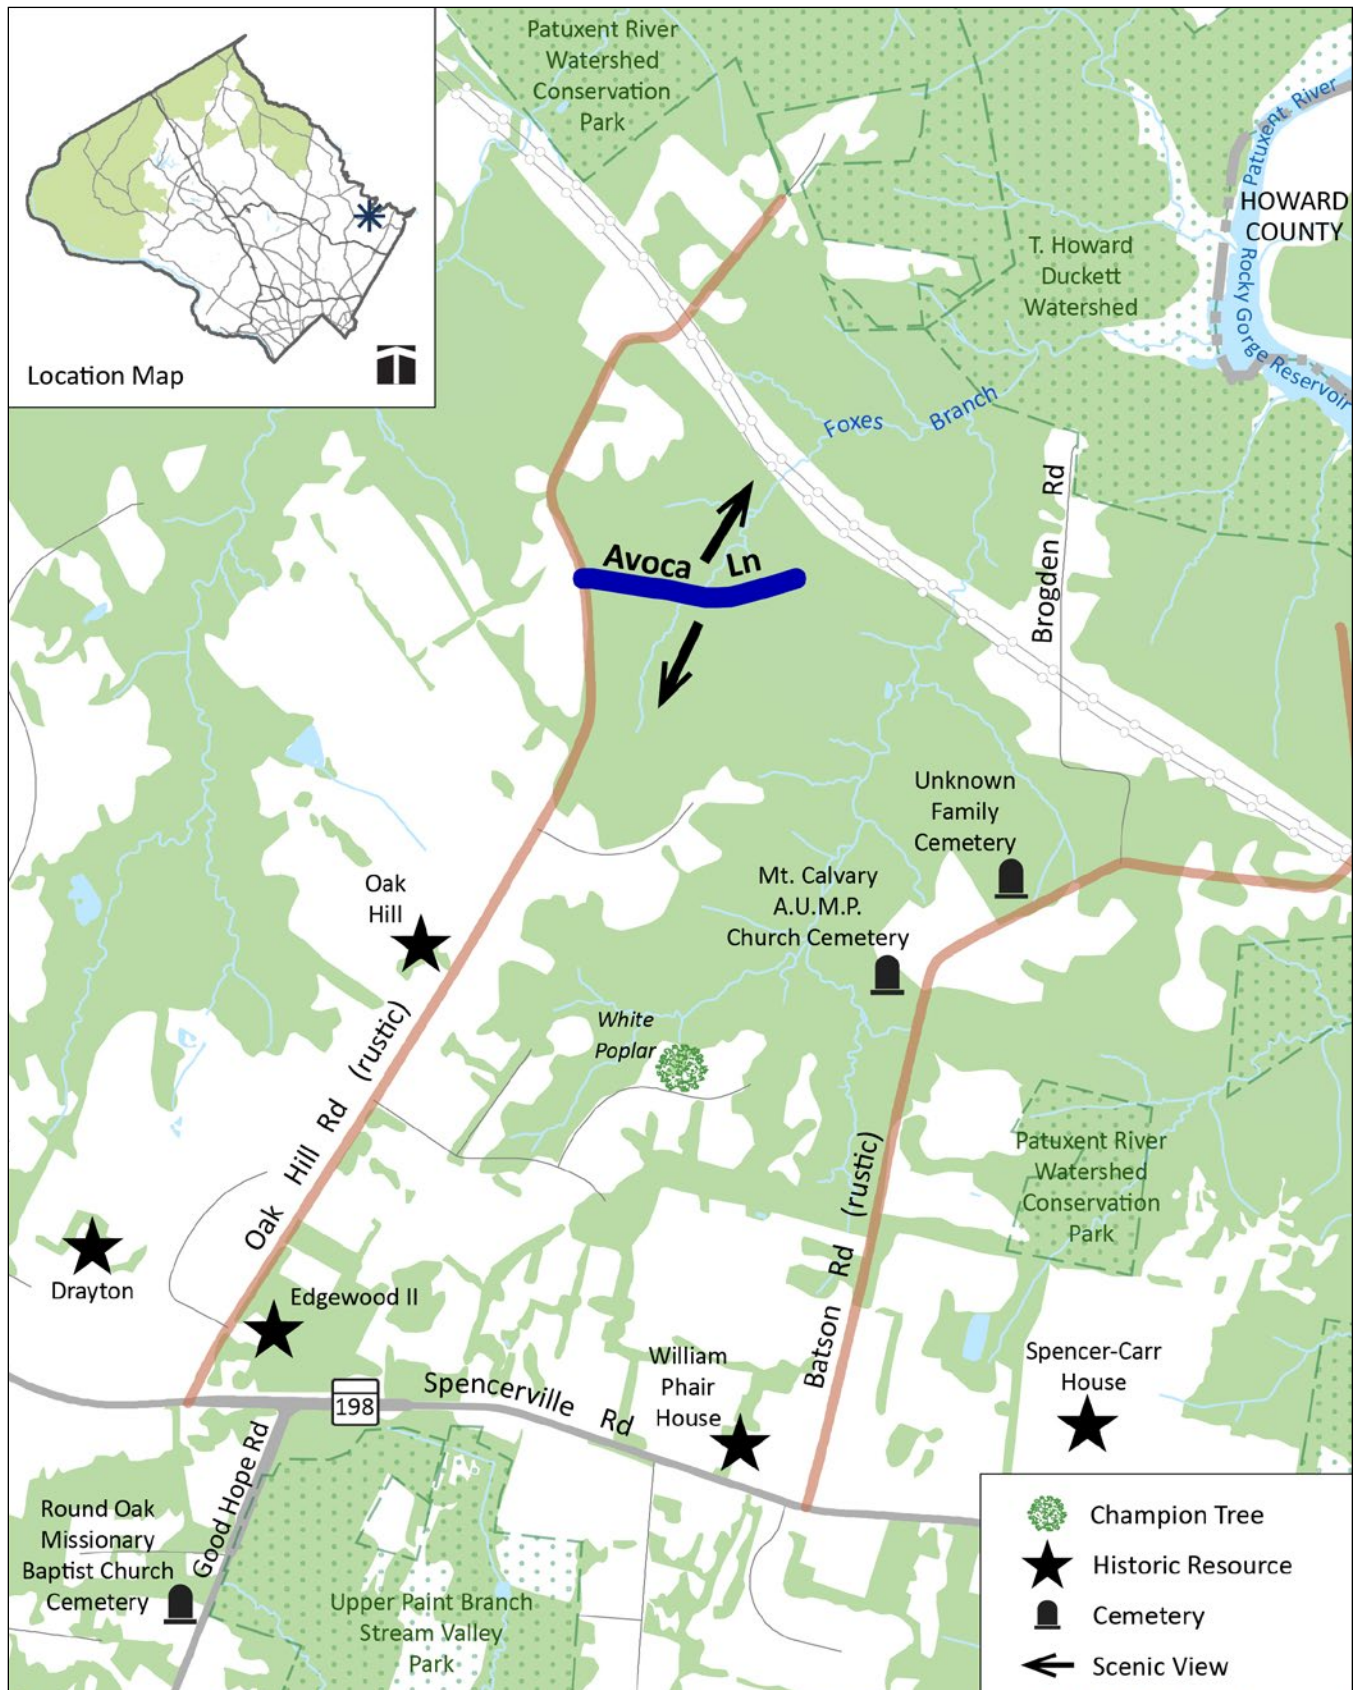 Patuxent River
Watershed
Conservation
Park
Location Map
Patuxent River
HOWARD
COUNTY
T. Howard
Duckett
Watershed
Rocky Gorge Reservoir
Foxes Branch
Brogden Rd
Avoca Ln
Unknown
Family
Cemetery
Mt. Calvary
A.U.M.P.
Church Cemetery
Oak
Hill
White
Poplar
Oak Hill Rd (rustic)
Batson Rd (rustic)
Patuxent River
Watershed
Conservation
Park
Drayton
Edgewood II
William
Phair
House
Spencer-Carr
House
198
Spencerville Rd
Good Hope Rd
Round Oak
Missionary
Baptist Church
Cemetery
Upper Paint Branch
Stream Valley
Park
Champion Tree
Historic Resource
Cemetery
Scenic View